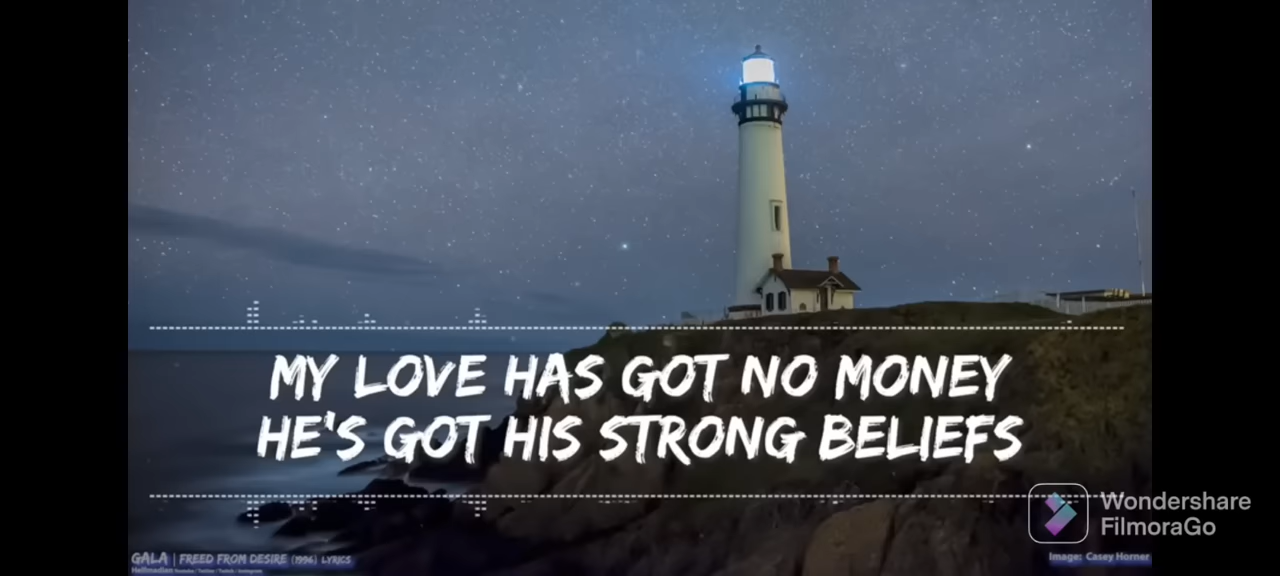 MY LOVE HAS GOT NO MONEY
HE'S GOT HIS STRONG BELIEFS
Wondershare
FilmoraGo
GALA | FREED FROM DESIRE (1996) LYRICS
Image: Casey Horner